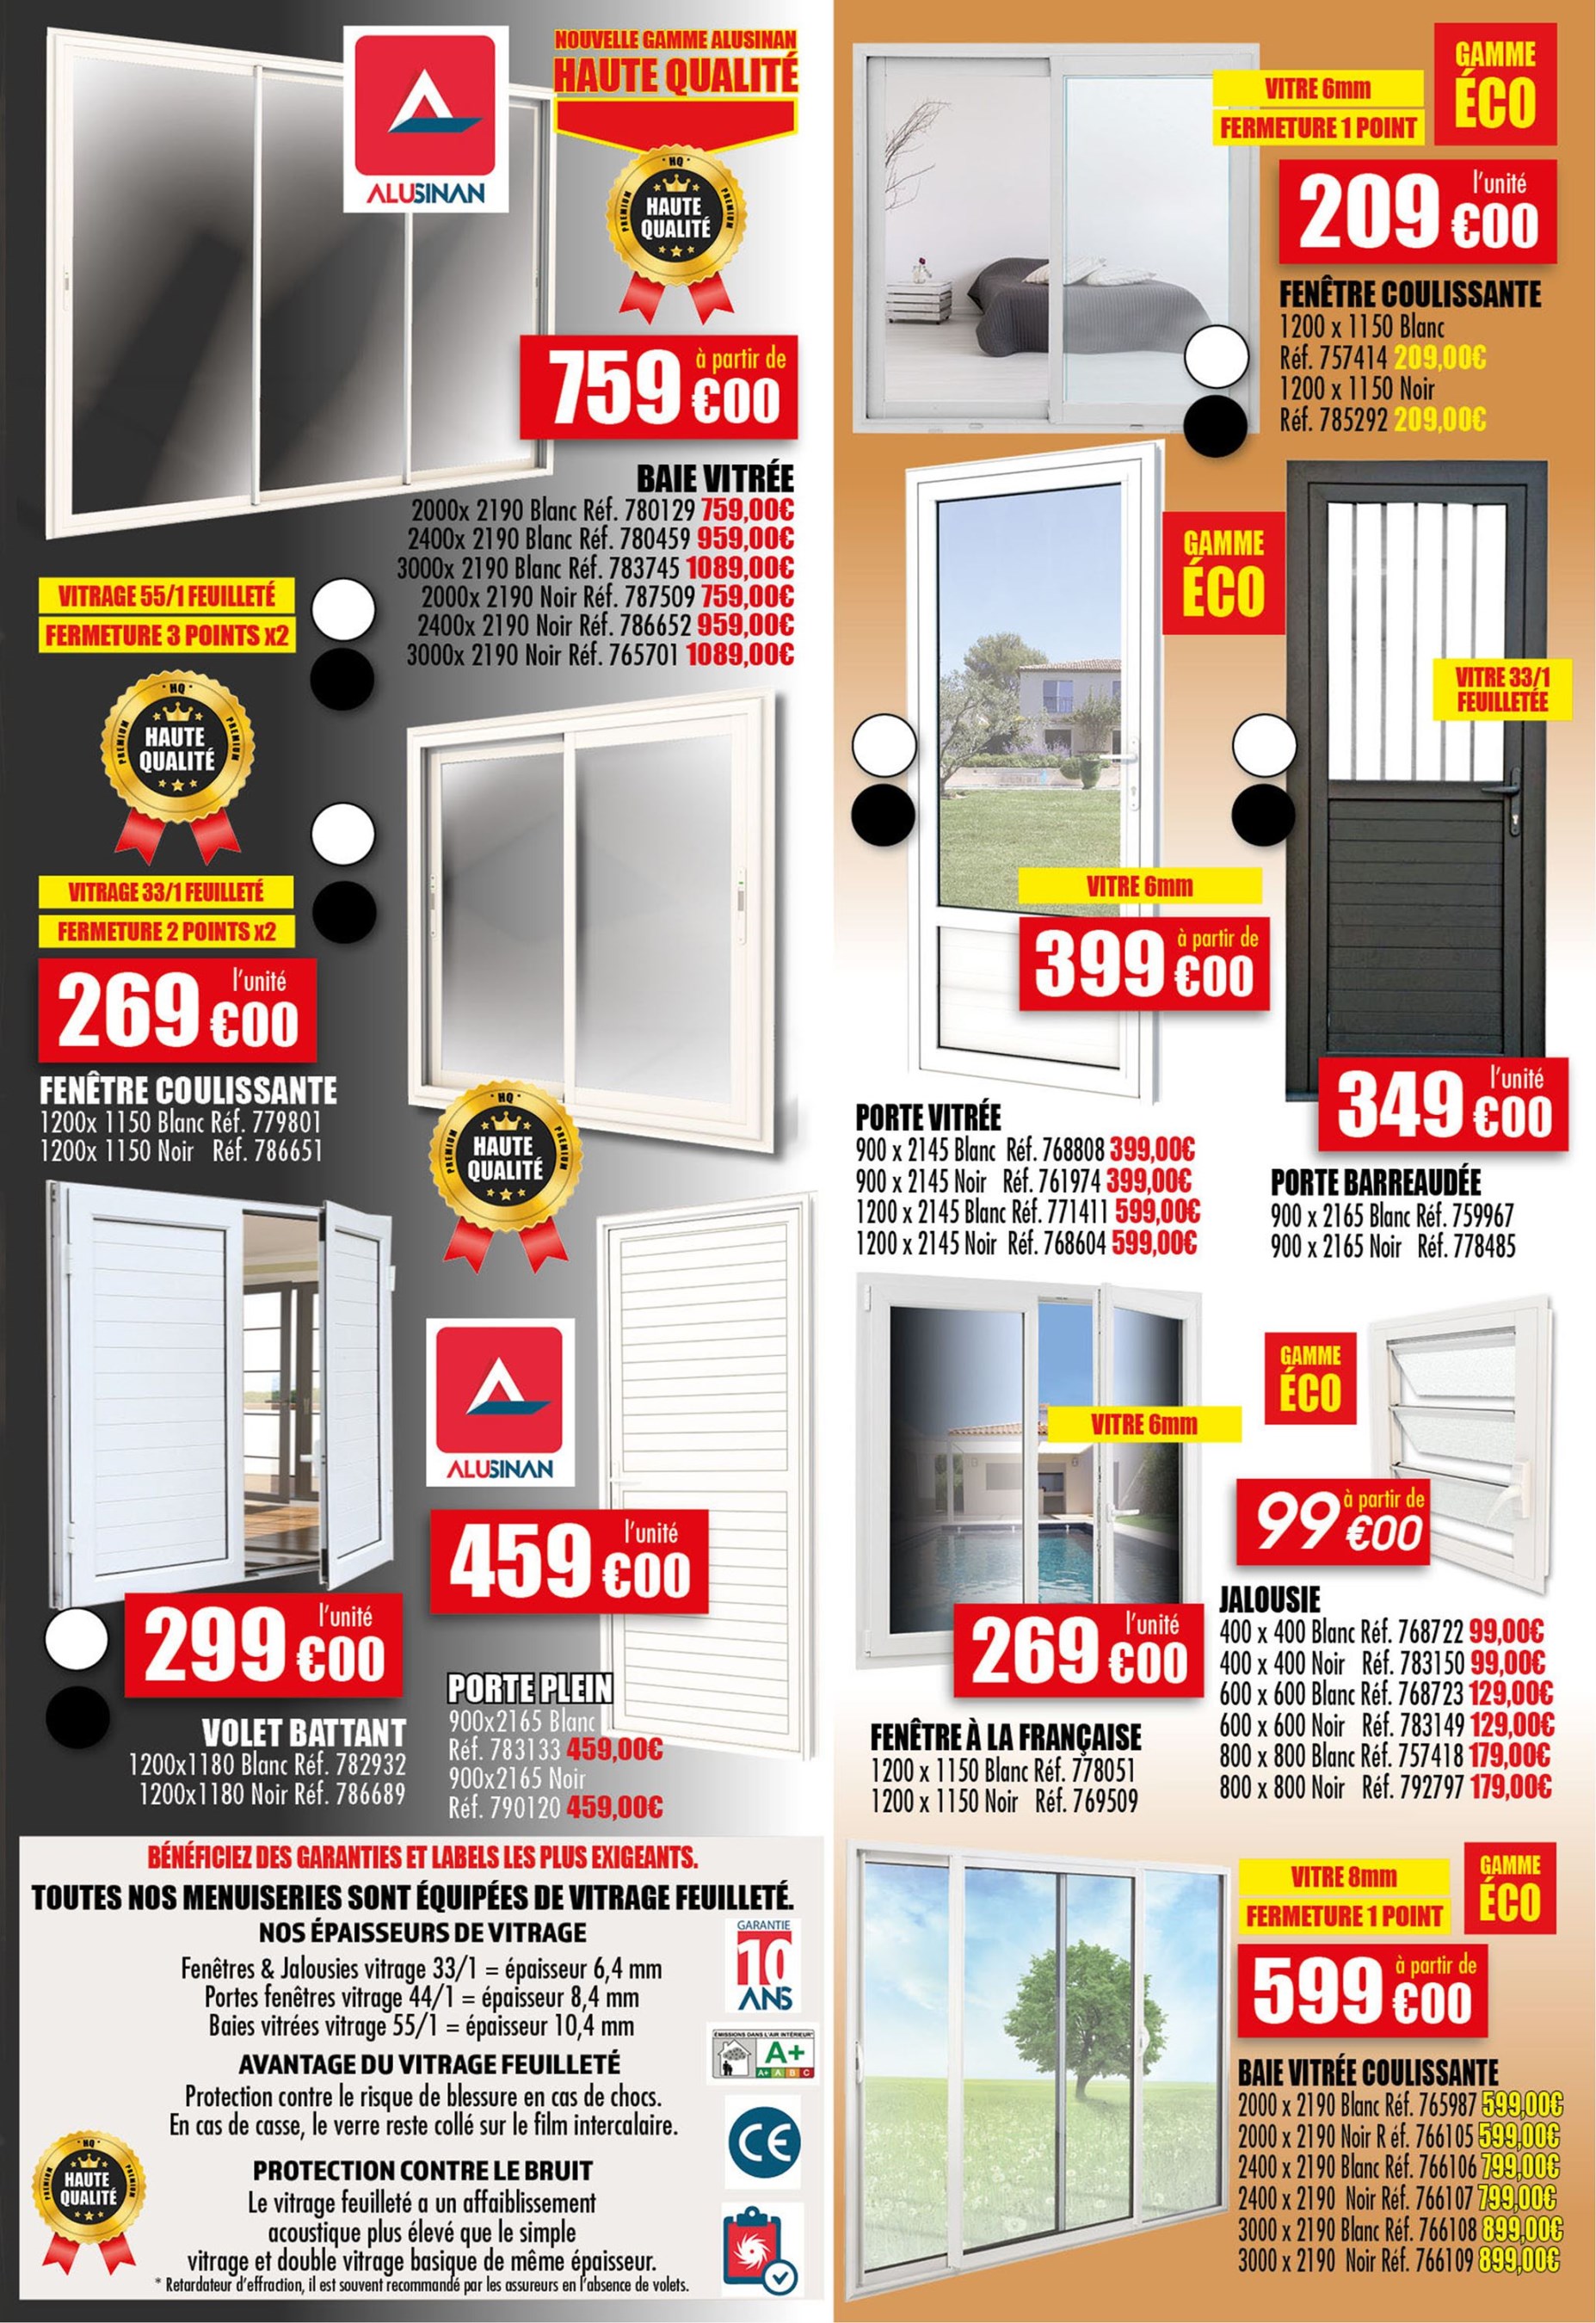 ALUSINAN
NOUVELLE GAMME ALUSINAN
HAUTE QUALITÉ
HQ
PREMIUM
HAUTE
QUALITÉ
PREMIUM
759 à partir de
€00
BAIE VITRÉE
2000x 2190 Blanc Réf. 780129 759,00€
2400x 2190 Blanc Réf. 780459 959,00€
3000x 2190 Blanc Réf. 783745 1089,00€
2000x 2190 Noir Réf. 787509 759,00€
2400x 2190 Noir Réf. 786652 959,00€
3000x 2190 Noir Réf. 765701 1089,00€
VITRAGE 55/1 FEUILLETÉ
FERMETURE 3 POINTS x2
HQ
PREMIUM
HAUTE
QUALITÉ
PREMIUM
VITRAGE 33/1 FEUILLETÉ
FERMETURE 2 POINTS x2
269 l'unité
€00
FENÊTRE COULISSANTE
1200x 1150 Blanc Réf. 779801
1200x 1150 Noir Réf. 786651
HQ
PREMIUM
HAUTE
QUALITÉ
PREMIUM
ALUSINAN
299 l'unité
€00
VOLET BATTANT
1200x1180 Blanc Réf. 782932
1200x1180 Noir Réf. 786689
459 l'unité
€00
PORTE PLEIN
900x2165 Blanc
Réf. 783133 459,00€
900x2165 Noir
Réf. 790120 459,00€
BÉNÉFICIEZ DES GARANTIES ET LABELS LES PLUS EXIGEANTS.
TOUTES NOS MENUISERIES SONT ÉQUIPÉES DE VITRAGE FEUILLETÉ.
NOS ÉPAISSEURS DE VITRAGE
Fenêtres & Jalousies vitrage 33/1 = épaisseur 6,4 mm
Portes fenêtres vitrage 44/1 = épaisseur 8,4 mm
Baies vitrées vitrage 55/1 = épaisseur 10,4 mm
AVANTAGE DU VITRAGE FEUILLETÉ
Protection contre le risque de blessure en cas de chocs.
En cas de casse, le verre reste collé sur le film intercalaire.
PROTECTION CONTRE LE BRUIT
Le vitrage feuilleté a un affaiblissement
acoustique plus élevé que le simple
vitrage et double vitrage basique de même épaisseur.
* Retardateur d'effraction, il est souvent recommandé par les assureurs en l'absence de volets.
GARANTIE
10
ANS
ÉMISSIONS DANS L'AIR INTÉRIEUR*
A+
A+ A B C
CE
HQ
PREMIUM
HAUTE
QUALITÉ
PREMIUM
VITRE 6mm
FERMETURE 1 POINT
GAMME
ÉCO
209 l'unité
€00
FENÊTRE COULISSANTE
1200 x 1150 Blanc
Réf. 757414 209,00€
1200 x 1150 Noir
Réf. 785292 209,00€
GAMME
ÉCO
VITRE 6mm
399 à partir de
€00
PORTE VITRÉE
900 x 2145 Blanc Réf. 768808 399,00€
900 x 2145 Noir Réf. 761974 399,00€
1200 x 2145 Blanc Réf. 771411 599,00€
1200 x 2145 Noir Réf. 768604 599,00€
VITRE 33/1
FEUILLETÉE
349 l'unité
€00
PORTE BARREAUDÉE
900 x 2165 Blanc Réf. 759967
900 x 2165 Noir Réf. 778485
VITRE 6mm
269 l'unité
€00
FENÊTRE À LA FRANÇAISE
1200 x 1150 Blanc Réf. 778051
1200 x 1150 Noir Réf. 769509
GAMME
ÉCO
99 à partir de
€00
JALOUSIE
400 x 400 Blanc Réf. 768722 99,00€
400 x 400 Noir Réf. 783150 99,00€
600 x 600 Blanc Réf. 768723 129,00€
600 x 600 Noir Réf. 783149 129,00€
800 x 800 Blanc Réf. 757418 179,00€
800 x 800 Noir Réf. 792797 179,00€
VITRE 8mm
FERMETURE 1 POINT
GAMME
ÉCO
599 à partir de
€00
BAIE VITRÉE COULISSANTE
2000 x 2190 Blanc Réf. 765987 599,00€
2000 x 2190 Noir R éf. 766105 599,00€
2400 x 2190 Blanc Réf. 766106 799,00€
2400 x 2190 Noir Réf. 766107 799,00€
3000 x 2190 Blanc Réf. 766108 899,00€
3000 x 2190 Noir Réf. 766109 899,00€